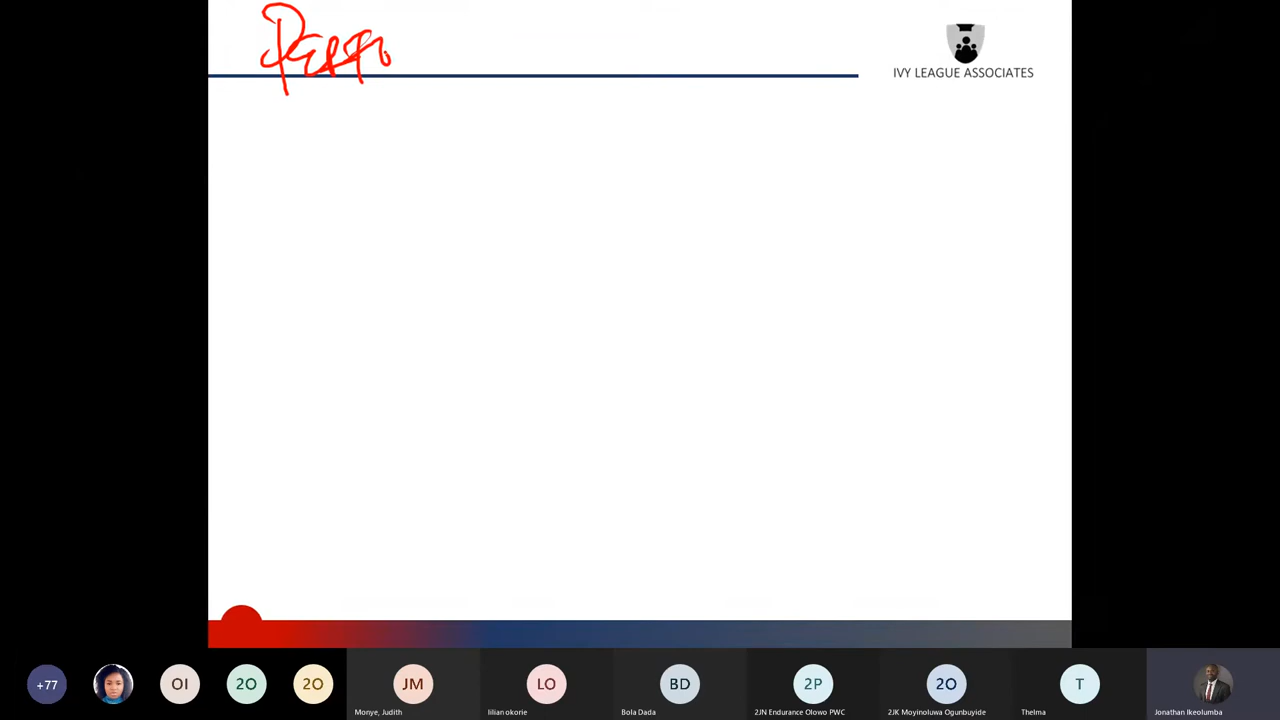 IVY LEAGUE ASSOCIATES
+77
OI
2O
2O
JM
LO
BD
2P
2O
T
Monye, Judith
lilian okorie
Bola Dada
2JN Endurance Olowo PWC
2JK Moyinoluwa Ogunbuyide
Thelma
Jonathan Ikeolumba